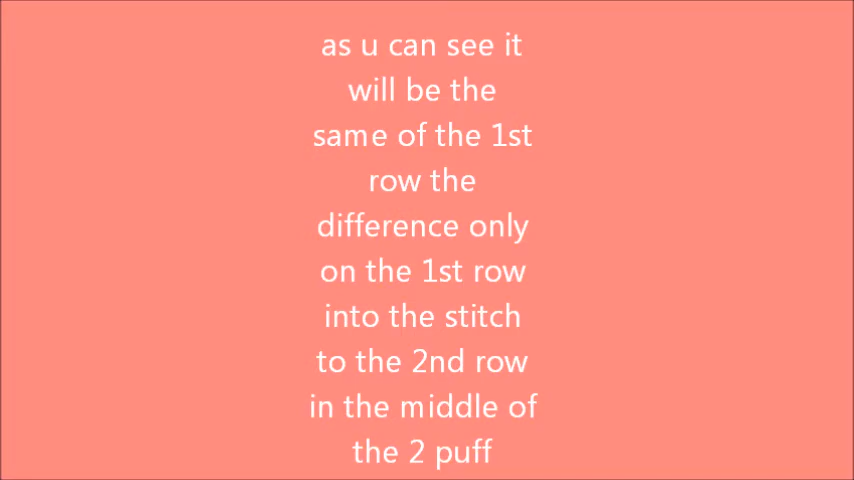 as u can see it
will be the
same of the 1st
row the
difference only
on the 1st row
into the stitch
to the 2nd row
in the middle of
the 2 puff